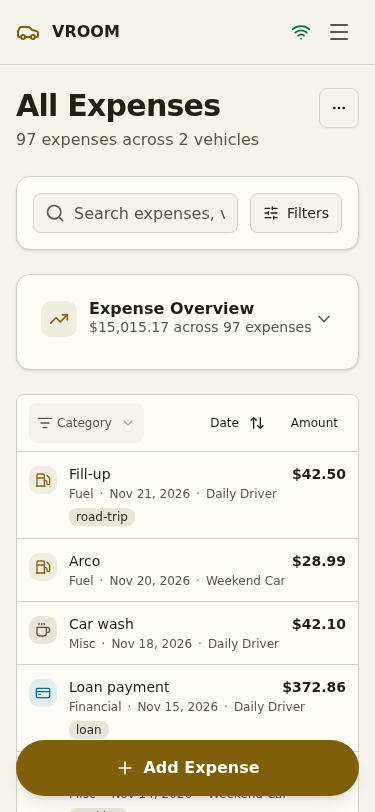 VROOM
All Expenses
97 expenses across 2 vehicles
Search expenses,
Filters
Expense Overview
$15,015.17 across 97 expenses
Category Date Amount
Fill-up $42.50
Fuel · Nov 21, 2026 · Daily Driver
road-trip
Arco $28.99
Fuel · Nov 20, 2026 · Weekend Car
Car wash $42.10
Misc · Nov 18, 2026 · Daily Driver
Loan payment $372.86
Financial · Nov 15, 2026 · Daily Driver
loan
Add Expense